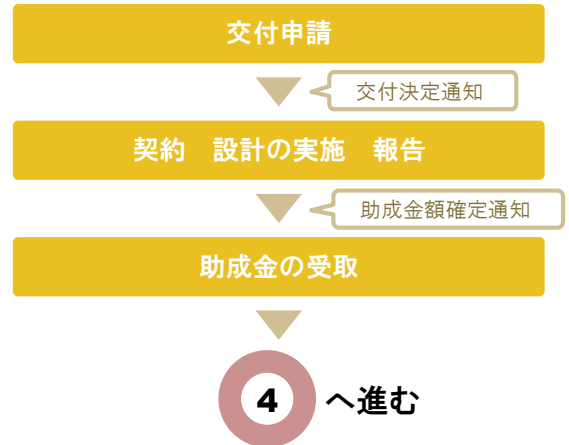 交付申請
交付決定通知
契約　設計の実施　報告
助成金額確定通知
助成金の受取
4 へ進む